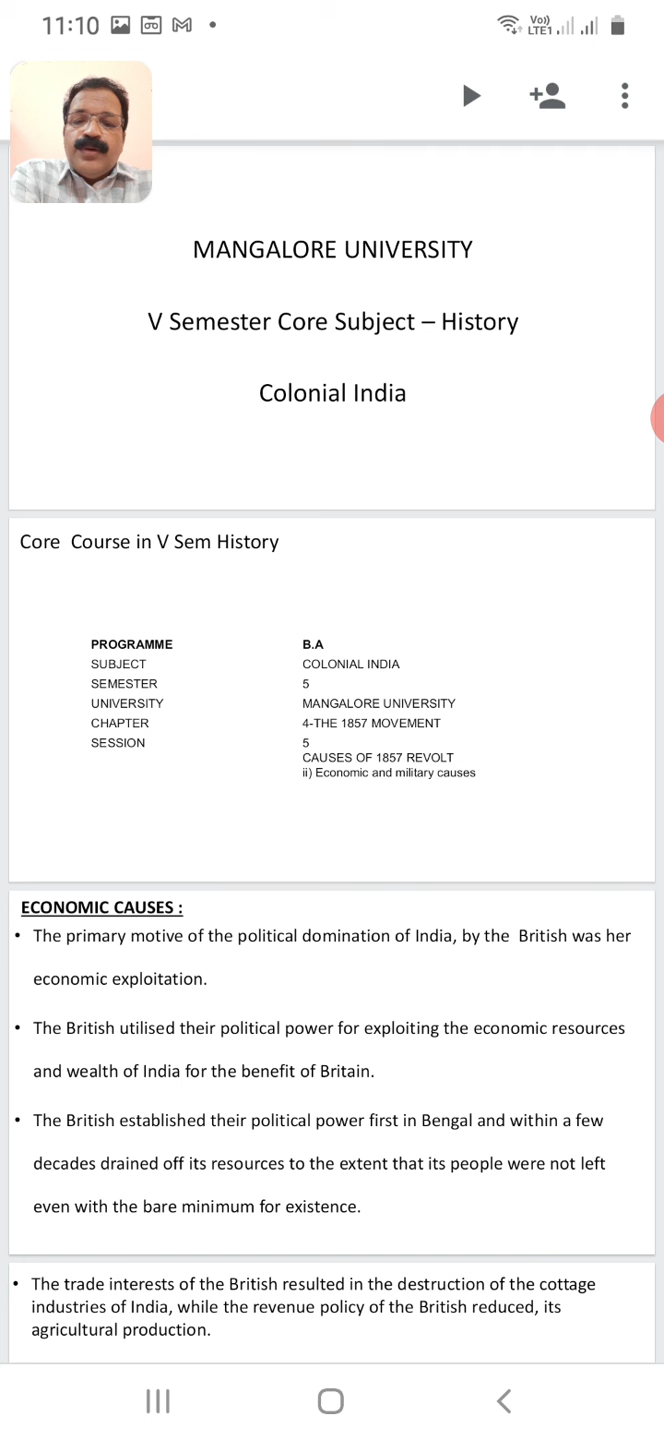 11:10
Vo))
LTE1
MANGALORE UNIVERSITY
V Semester Core Subject – History
Colonial India
Core Course in V Sem History
PROGRAMME B.A
SUBJECT COLONIAL INDIA
SEMESTER 5
UNIVERSITY MANGALORE UNIVERSITY
CHAPTER 4-THE 1857 MOVEMENT
SESSION 5
CAUSES OF 1857 REVOLT
ii) Economic and military causes
ECONOMIC CAUSES :
• The primary motive of the political domination of India, by the British was her
economic exploitation.
• The British utilised their political power for exploiting the economic resources
and wealth of India for the benefit of Britain.
• The British established their political power first in Bengal and within a few
decades drained off its resources to the extent that its people were not left
even with the bare minimum for existence.
• The trade interests of the British resulted in the destruction of the cottage
industries of India, while the revenue policy of the British reduced, its
agricultural production.